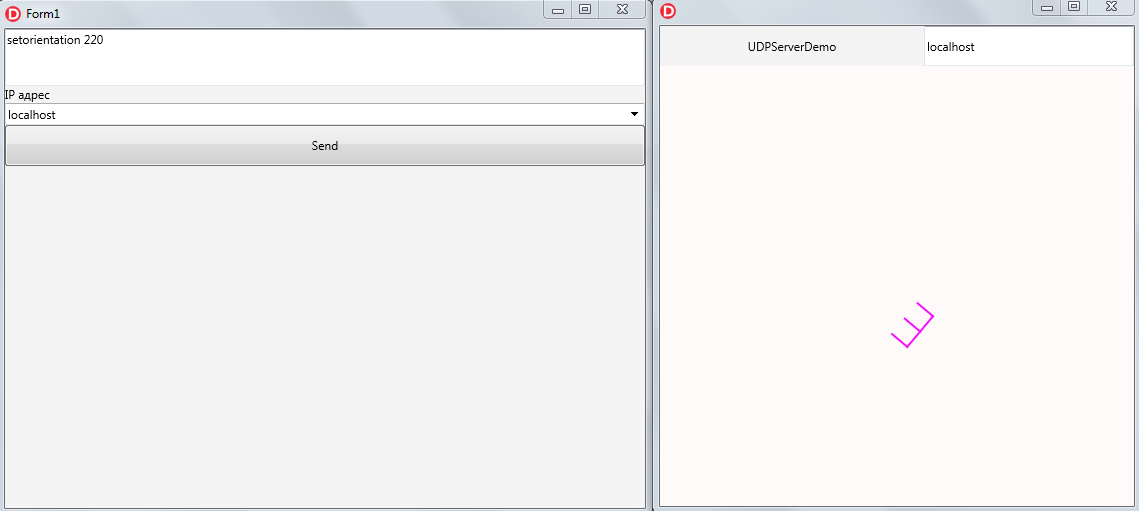 Form1
setorientation 220
IP адрес
localhost
Send
UDPServerDemo
localhost
E